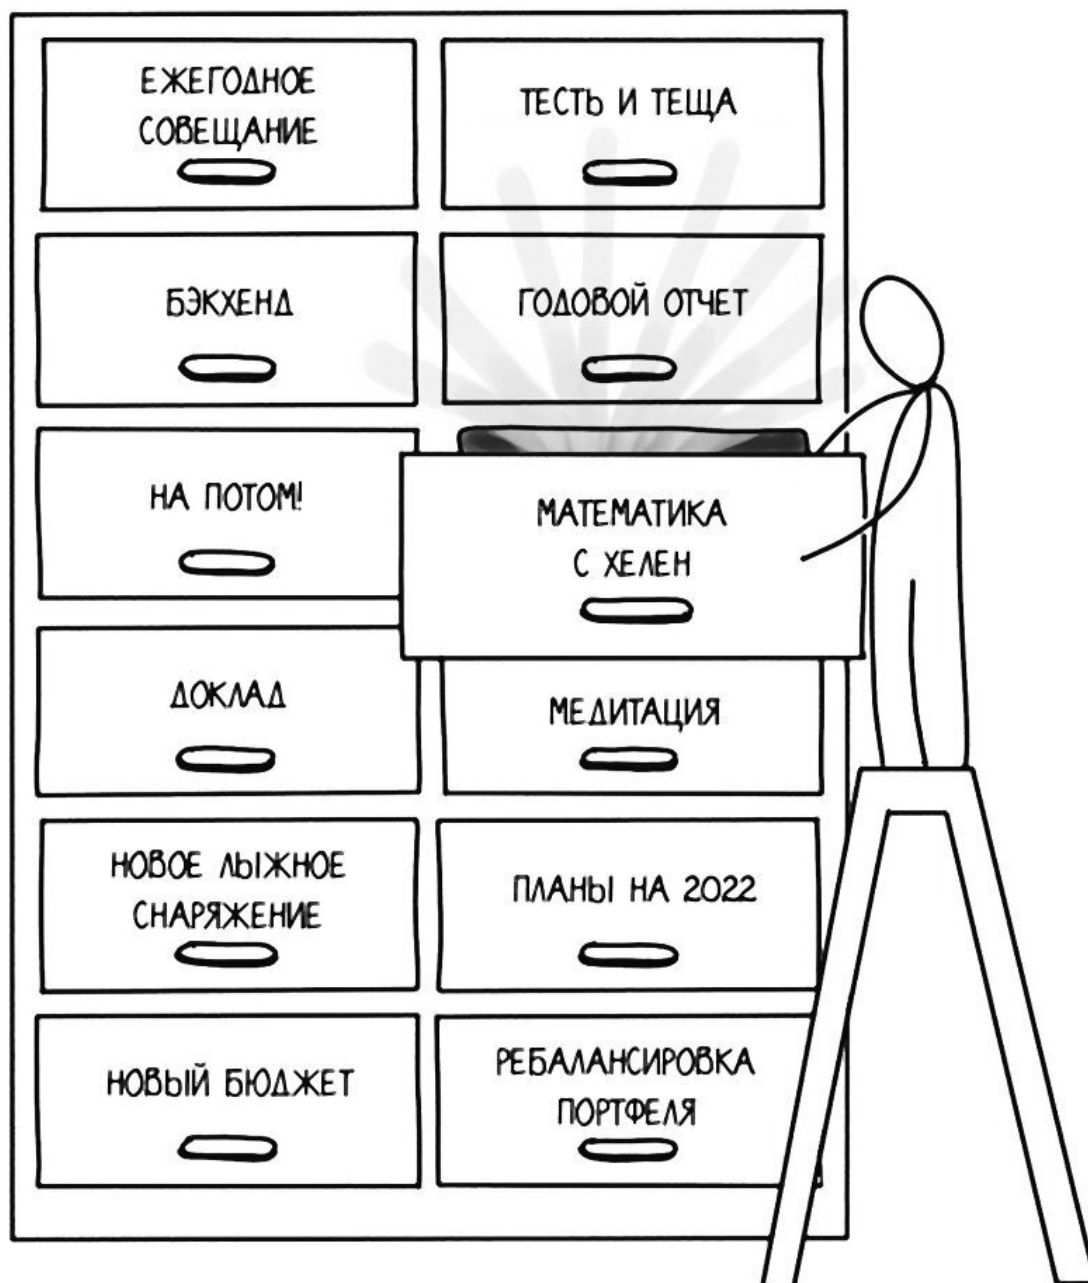 ЕЖЕГОДНОЕ
СОВЕЩАНИЕ
ТЕСТЬ И ТЕЩА
БЭКХЕНД
ГОДОВОЙ ОТЧЕТ
НА ПОТОМ!
МАТЕМАТИКА
С ХЕЛЕН
ДОКЛАД
МЕДИТАЦИЯ
НОВОЕ ЛЫЖНОЕ
СНАРЯЖЕНИЕ
ПЛАНЫ НА 2022
НОВЫЙ БЮДЖЕТ
РЕБАЛАНСИРОВКА
ПОРТФЕЛЯ